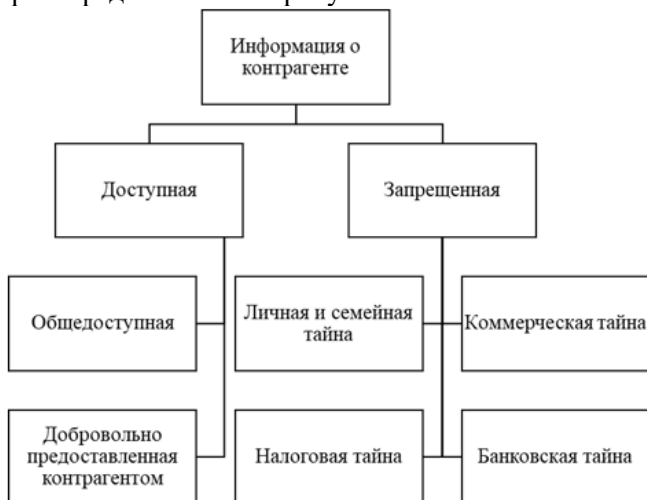 Информация о
контрагенте
Доступная
Запрещенная
Общедоступная
Личная и семейная
тайна
Коммерческая тайна
Добровольно
предоставленная
контрагентом
Налоговая тайна
Банковская тайна